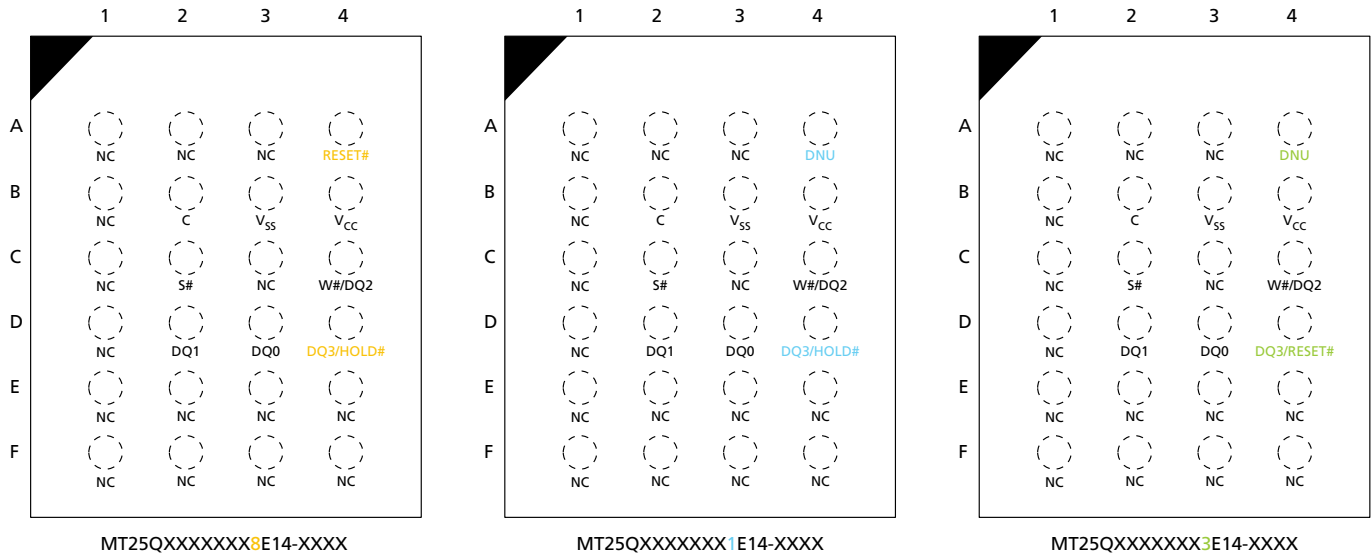 1 2 3 4
A
NC NC NC RESET#
B
NC C VSS VCC
C
NC S# NC W#/DQ2
D
NC DQ1 DQ0 DQ3/HOLD#
E
NC NC NC NC
F
NC NC NC NC
MT25QXXXXXXX8E14-XXXX
1 2 3 4
A
NC NC NC DNU
B
NC C VSS VCC
C
NC S# NC W#/DQ2
D
NC DQ1 DQ0 DQ3/HOLD#
E
NC NC NC NC
F
NC NC NC NC
MT25QXXXXXXX1E14-XXXX
1 2 3 4
A
NC NC NC DNU
B
NC C VSS VCC
C
NC S# NC W#/DQ2
D
NC DQ1 DQ0 DQ3/RESET#
E
NC NC NC NC
F
NC NC NC NC
MT25QXXXXXXX3E14-XXXX